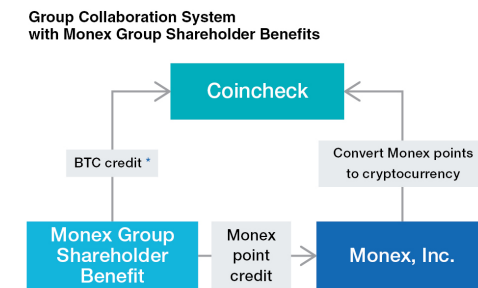 Group Collaboration System
with Monex Group Shareholder Benefits
Coincheck
BTC credit *
Convert Monex points
to cryptocurrency
Monex Group
Shareholder
Benefit
Monex
point
credit
Monex, Inc.